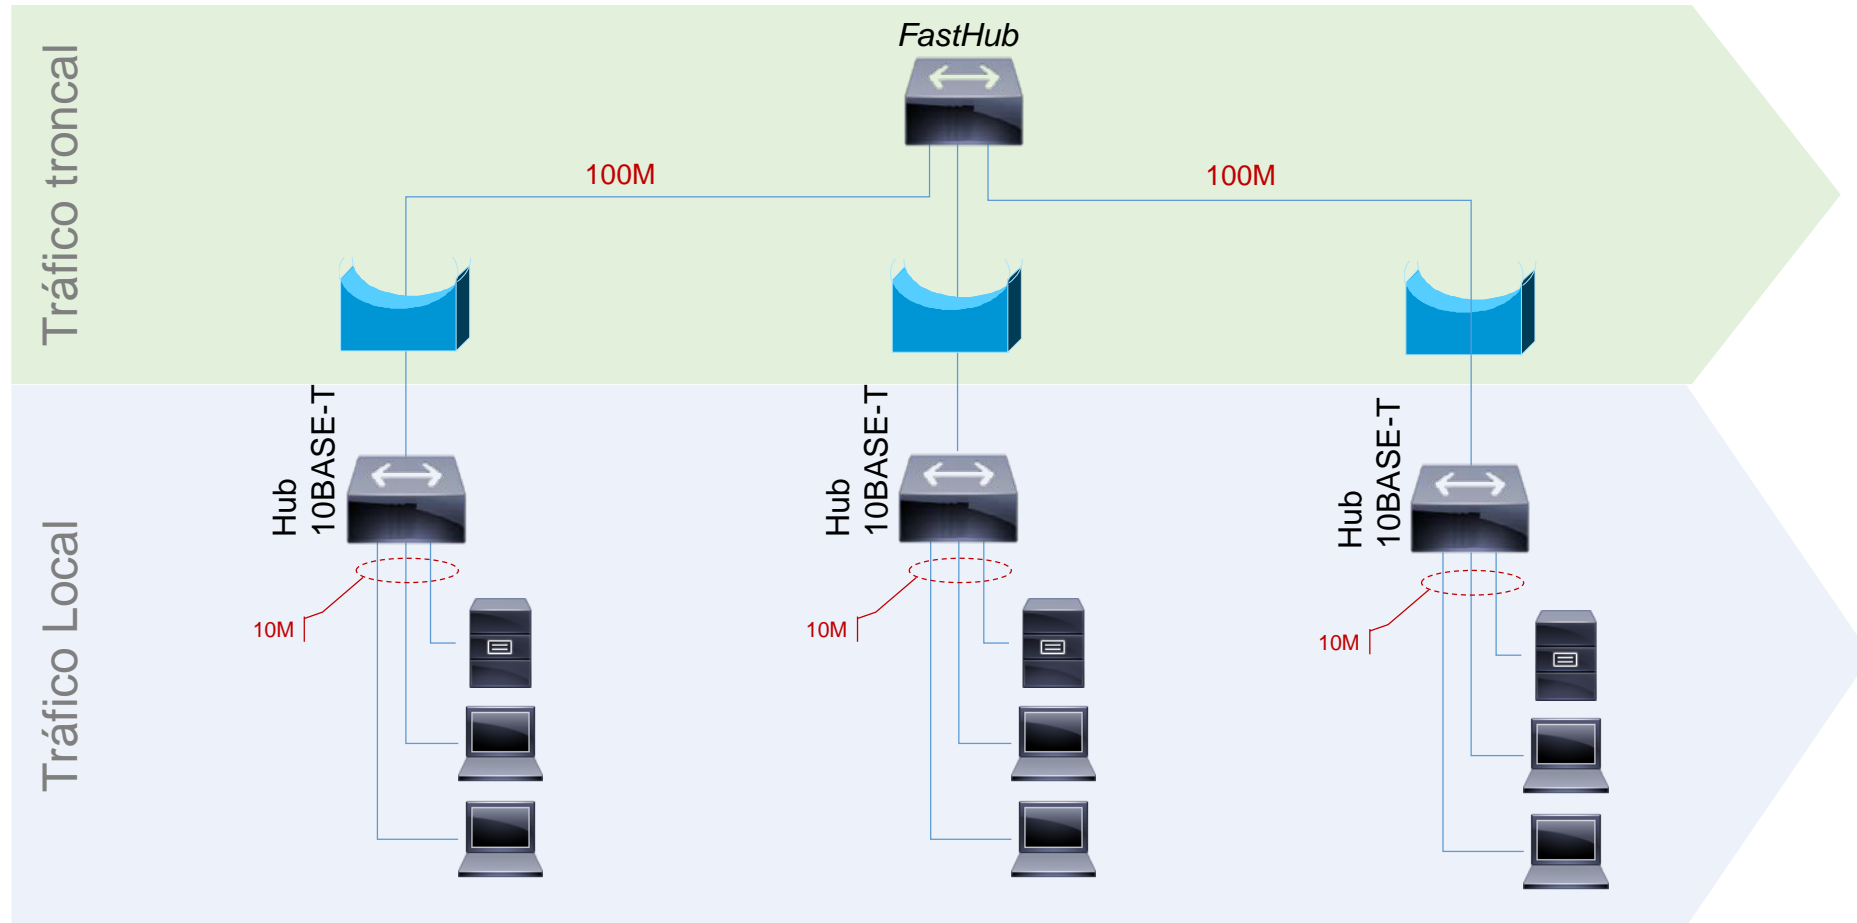 Tráfico troncal
FastHub
100M
100M
Hub
10BASE-T
Hub
10BASE-T
Hub
10BASE-T
Tráfico Local
10M
10M
10M